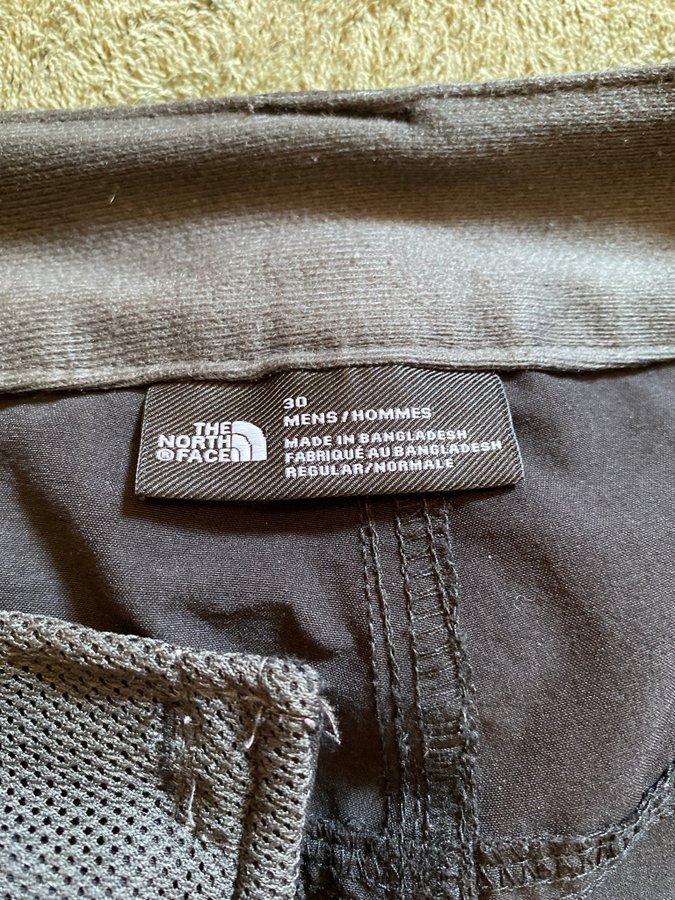 THE
NORTH
® FACE
30
MENS / HOMMES
MADE IN BANGLADESH
FABRIQUÉ AU BANGLADESH
REGULAR/NORMALE